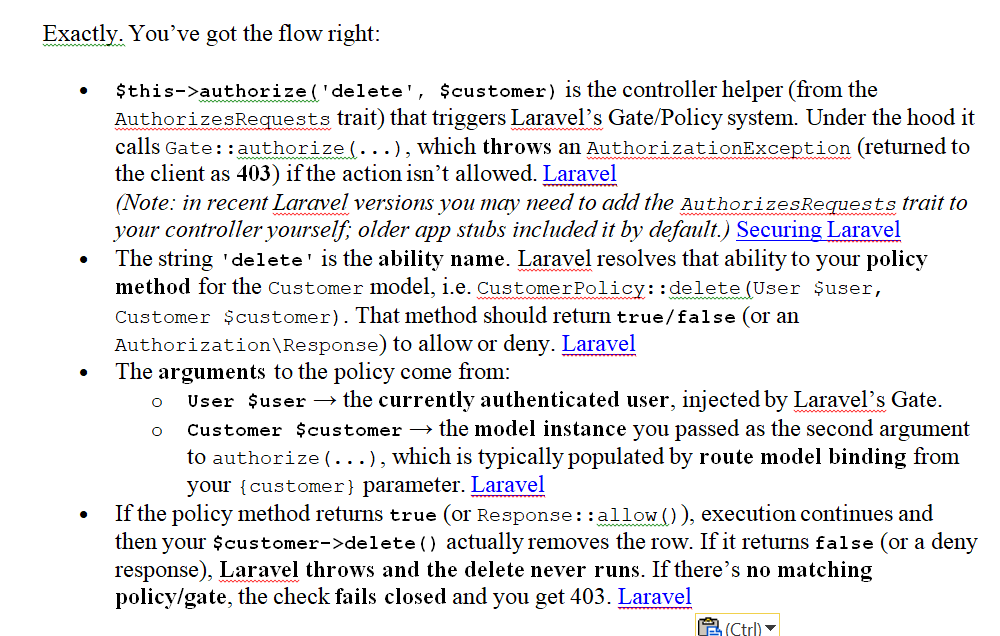 Exactly. You’ve got the flow right:
• $this->authorize('delete', $customer) is the controller helper (from the
AuthorizesRequests trait) that triggers Laravel’s Gate/Policy system. Under the hood it
calls Gate::authorize(...), which throws an AuthorizationException (returned to
the client as 403) if the action isn’t allowed. Laravel
(Note: in recent Laravel versions you may need to add the AuthorizesRequests trait to
your controller yourself; older app stubs included it by default.) Securing Laravel
• The string 'delete' is the ability name. Laravel resolves that ability to your policy
method for the Customer model, i.e. CustomerPolicy::delete(User $user,
Customer $customer). That method should return true/false (or an
Authorization\Response) to allow or deny. Laravel
• The arguments to the policy come from:
o User $user → the currently authenticated user, injected by Laravel’s Gate.
o Customer $customer → the model instance you passed as the second argument
to authorize(...), which is typically populated by route model binding from
your {customer} parameter. Laravel
• If the policy method returns true (or Response::allow()), execution continues and
then your $customer->delete() actually removes the row. If it returns false (or a deny
response), Laravel throws and the delete never runs. If there’s no matching
policy/gate, the check fails closed and you get 403. Laravel
(Ctrl)